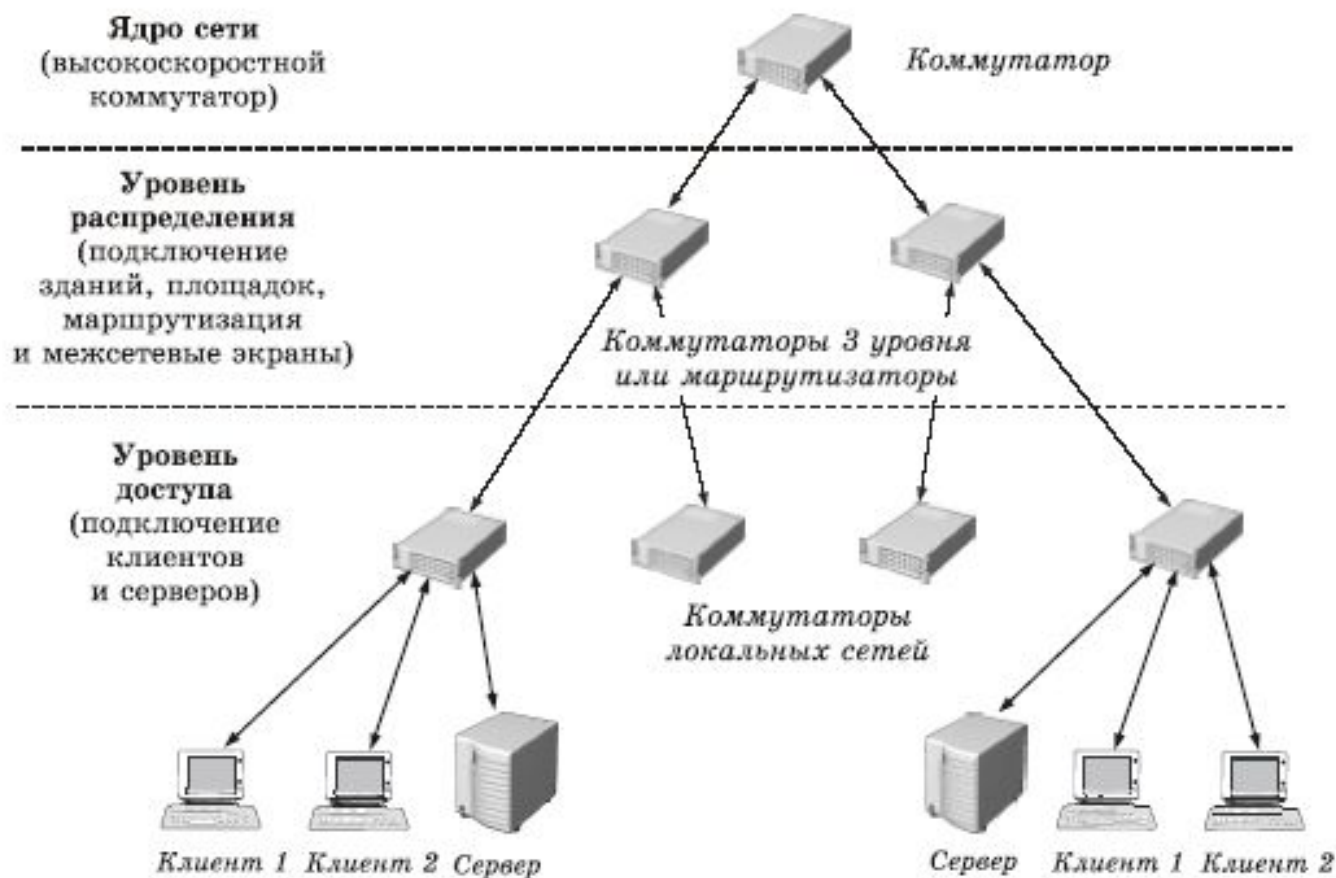 Ядро сети
(высокоскоростной
коммутатор)
Коммутатор
Уровень
распределения
(подключение
зданий, площадок,
маршрутизация
и межсетевые экраны)
Коммутаторы 3 уровня
или маршрутизаторы
Уровень
доступа
(подключение
клиентов
и серверов)
Коммутаторы
локальных сетей
Клиент 1 Клиент 2 Сервер
Сервер Клиент 1 Клиент 2